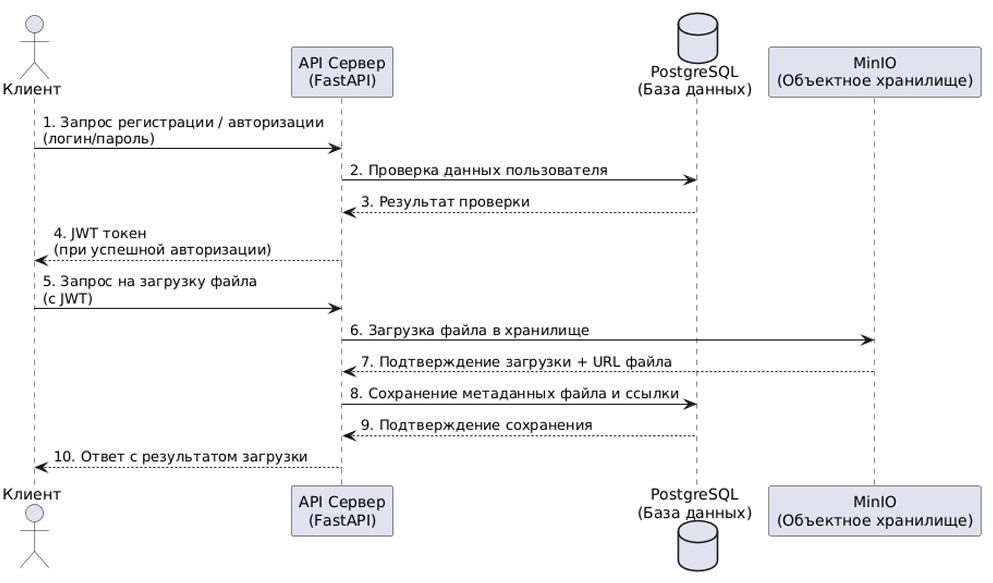 Клиент
API Сервер
(FastAPI)
PostgreSQL
(База данных)
MinIO
(Объектное хранилище)
1. Запрос регистрации / авторизации
(логин/пароль)
2. Проверка данных пользователя
3. Результат проверки
4. JWT токен
(при успешной авторизации)
5. Запрос на загрузку файла
(с JWT)
6. Загрузка файла в хранилище
7. Подтверждение загрузки + URL файла
8. Сохранение метаданных файла и ссылки
9. Подтверждение сохранения
10. Ответ с результатом загрузки
Клиент
API Сервер
(FastAPI)
PostgreSQL
(База данных)
MinIO
(Объектное хранилище)